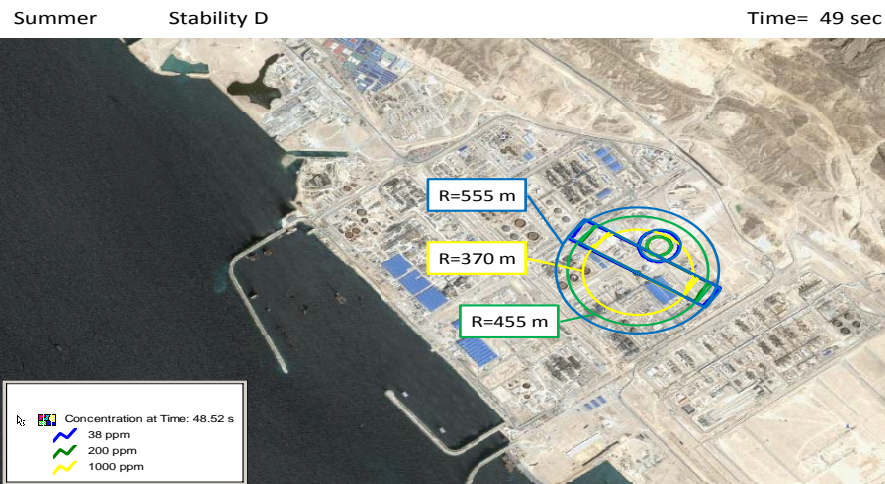 Summer Stability D Time= 49 sec
R=555 m
R=370 m
R=455 m
Concentration at Time: 48.52 s
38 ppm
200 ppm
1000 ppm